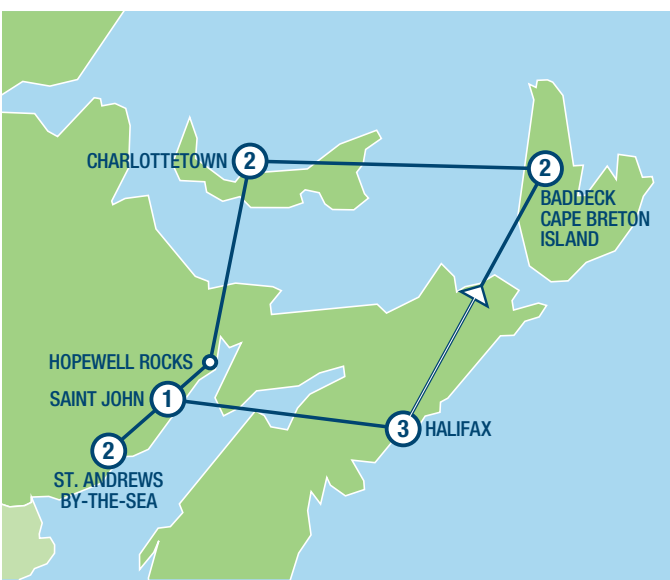 CHARLOTTETOWN 2
2
BADDECK
CAPE BRETON
ISLAND
HOPEWELL ROCKS
SAINT JOHN 1
3 HALIFAX
2
ST. ANDREWS
BY-THE-SEA